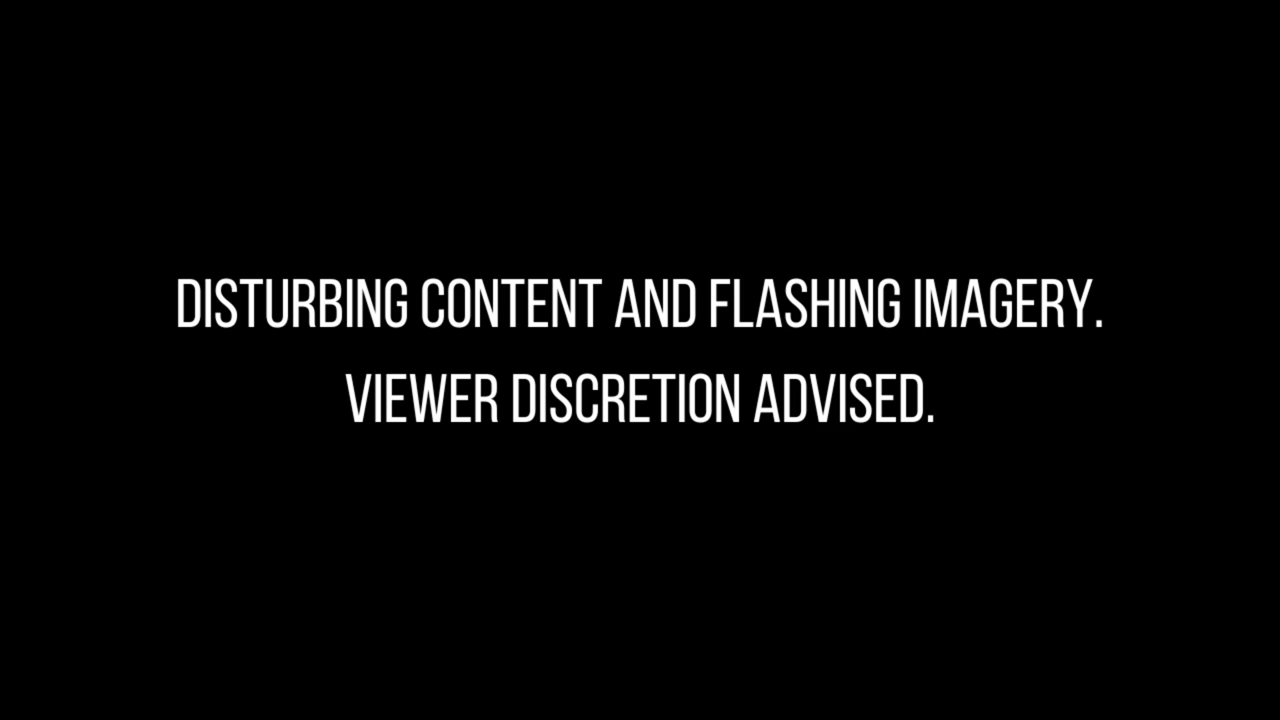 DISTURBING CONTENT AND FLASHING IMAGERY.
VIEWER DISCRETION ADVISED.